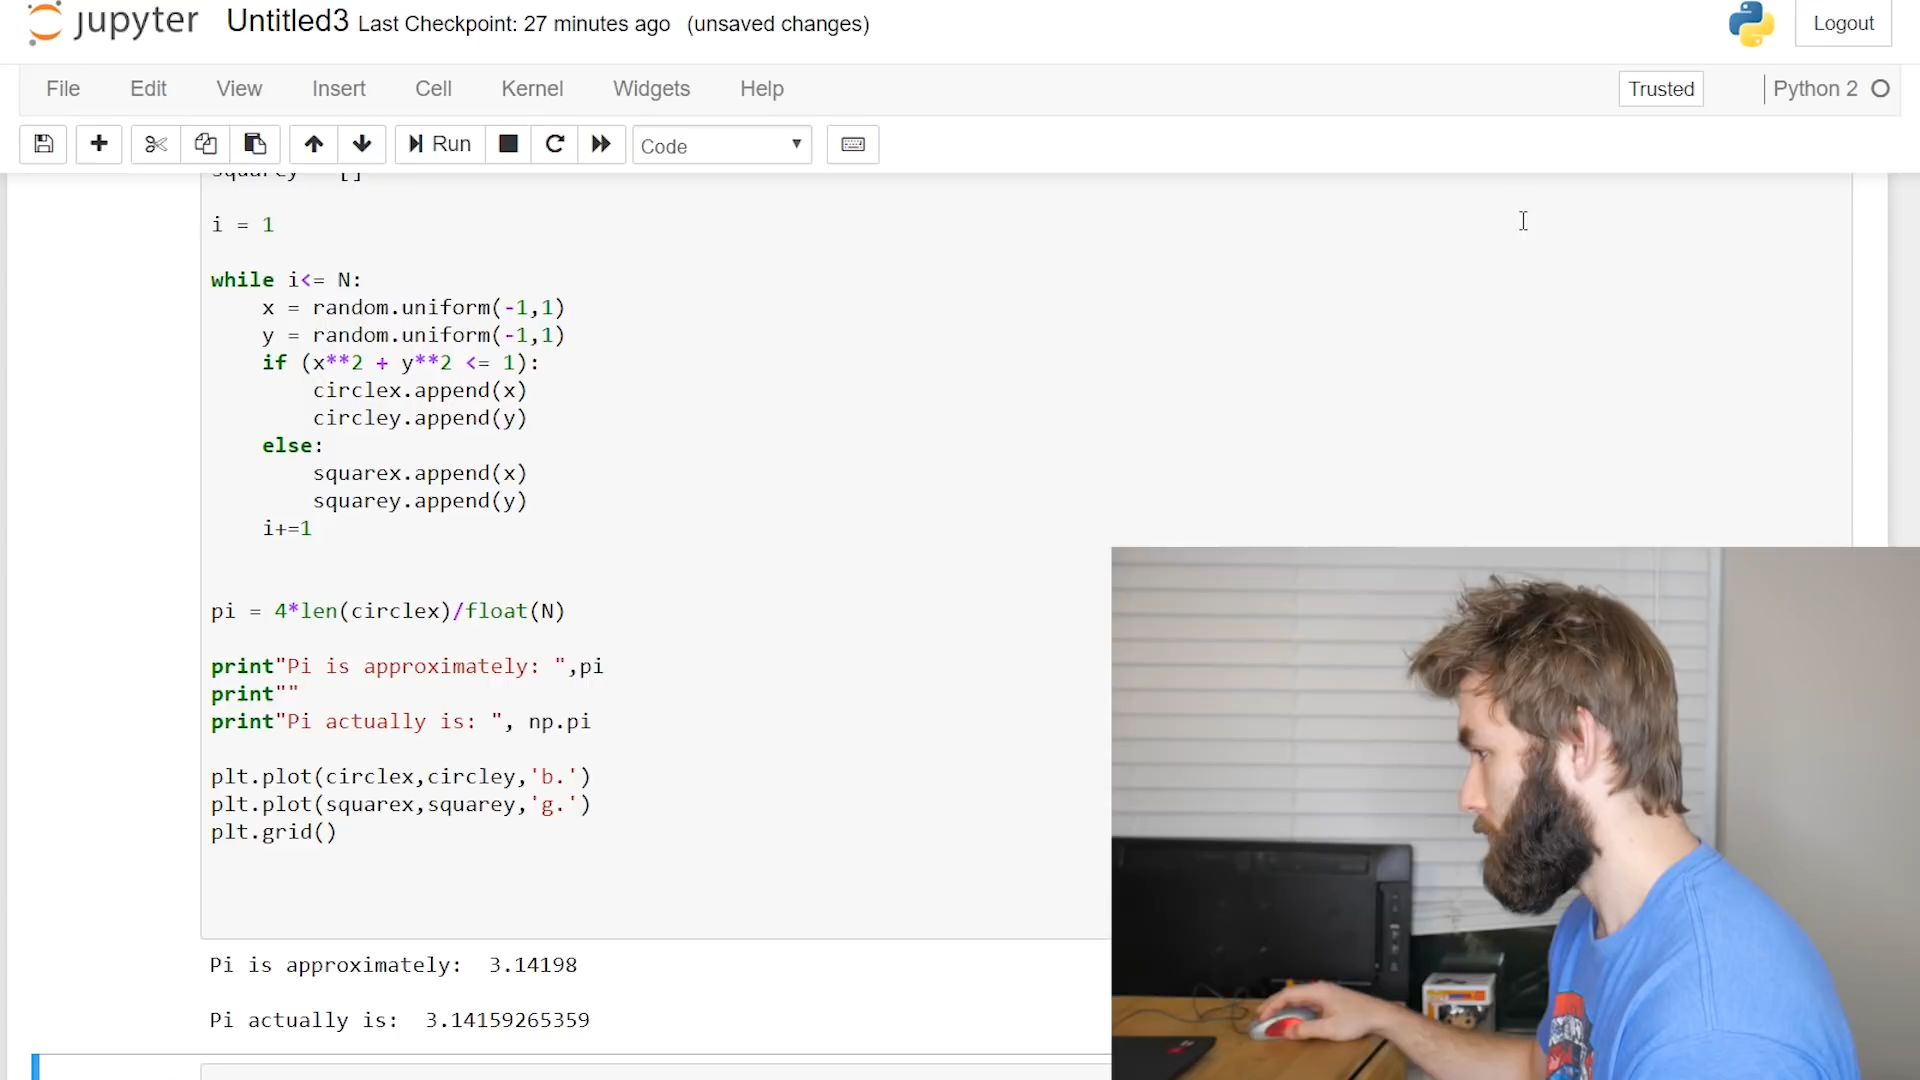 jupyter Untitled3 Last Checkpoint: 27 minutes ago (unsaved changes) Logout
File Edit View Insert Cell Kernel Widgets Help Trusted Python 2
Run Code
squarey = []
i = 1
while i<= N:
    x = random.uniform(-1,1)
    y = random.uniform(-1,1)
    if (x**2 + y**2 <= 1):
        circlex.append(x)
        circley.append(y)
    else:
        squarex.append(x)
        squarey.append(y)
    i+=1
pi = 4*len(circlex)/float(N)
print"Pi is approximately: ",pi
print""
print"Pi actually is: ", np.pi
plt.plot(circlex,circley,'b.')
plt.plot(squarex,squarey,'g.')
plt.grid()
Pi is approximately:  3.14198
Pi actually is:  3.14159265359